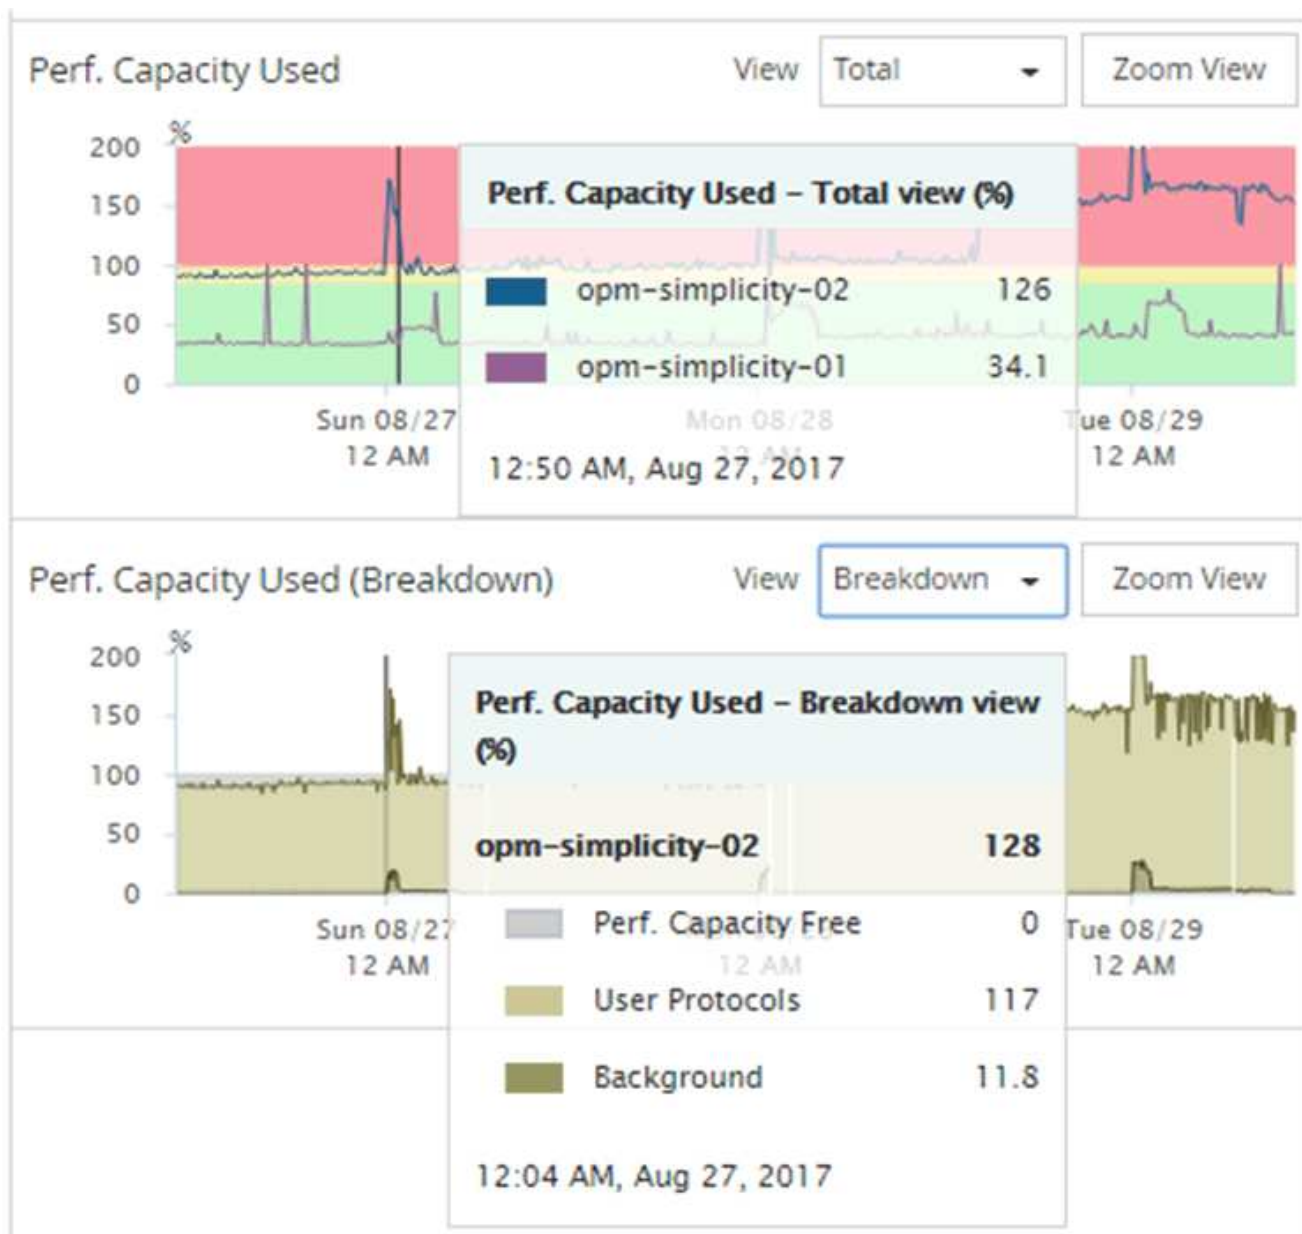 Perf. Capacity Used View Total Zoom View
%
200
150
100
50
0
Perf. Capacity Used – Total view (%)
opm-simplicity-02 126
opm-simplicity-01 34.1
Sun 08/27 Mon 08/28 Tue 08/29
12 AM 12 AM 12 AM
12:50 AM, Aug 27, 2017
Perf. Capacity Used (Breakdown) View Breakdown Zoom View
%
200
150
100
50
0
Perf. Capacity Used – Breakdown view
(%)
opm-simplicity-02 128
Perf. Capacity Free 0
User Protocols 117
Background 11.8
Sun 08/27 Tue 08/29
12 AM 12 AM 12 AM
12:04 AM, Aug 27, 2017